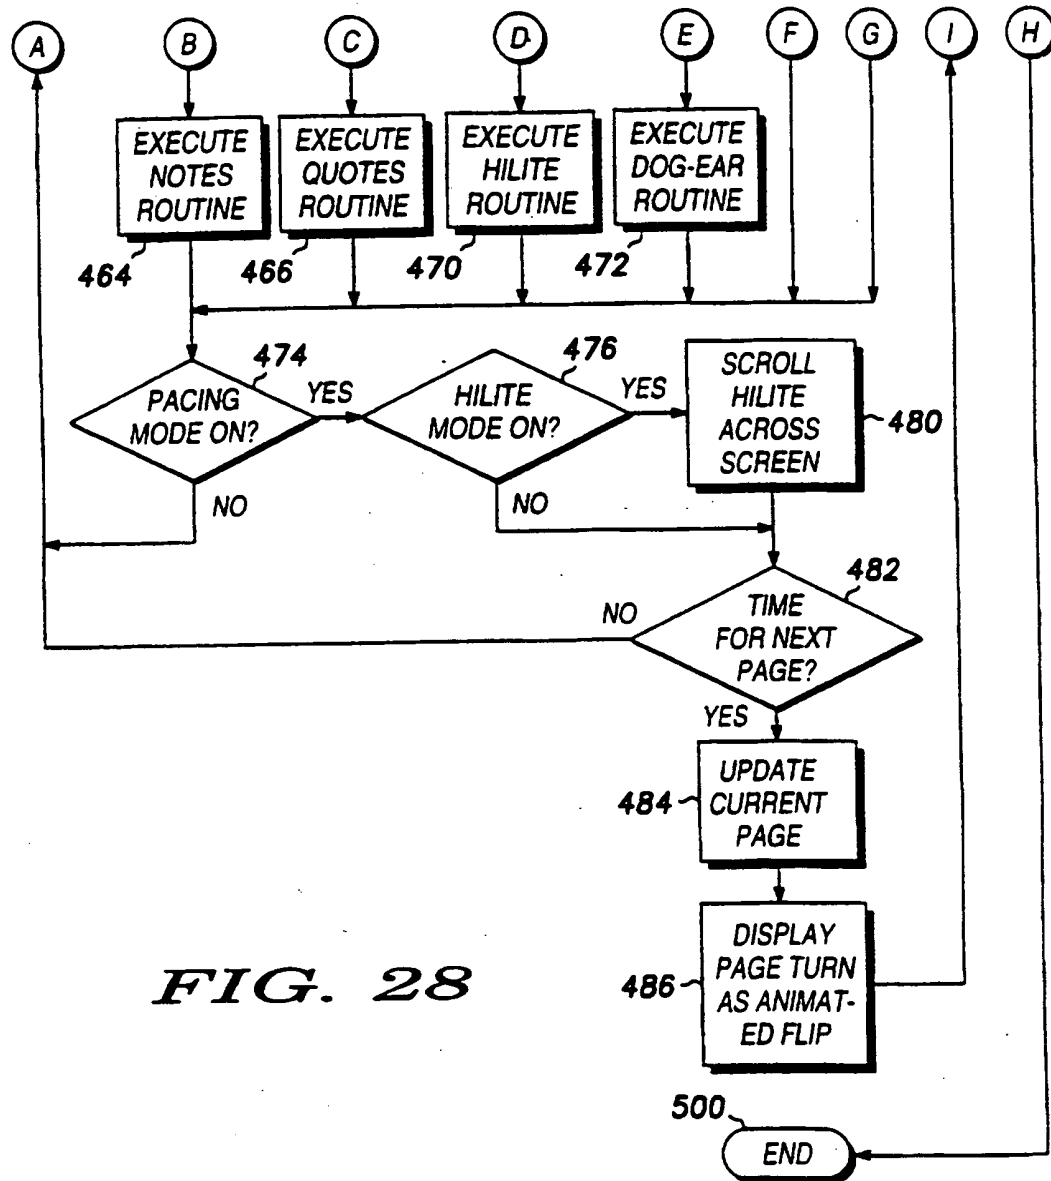 A
B
C
D
E
F
G
I
H
EXECUTE
NOTES
ROUTINE
EXECUTE
QUOTES
ROUTINE
EXECUTE
HILITE
ROUTINE
EXECUTE
DOG-EAR
ROUTINE
464
466
470
472
474
PACING
MODE ON?
YES
NO
476
HILITE
MODE ON?
YES
NO
SCROLL
HILITE
ACROSS
SCREEN
480
482
TIME
FOR NEXT
PAGE?
NO
YES
484
UPDATE
CURRENT
PAGE
486
DISPLAY
PAGE TURN
AS ANIMAT-
ED FLIP
FIG. 28
500
END